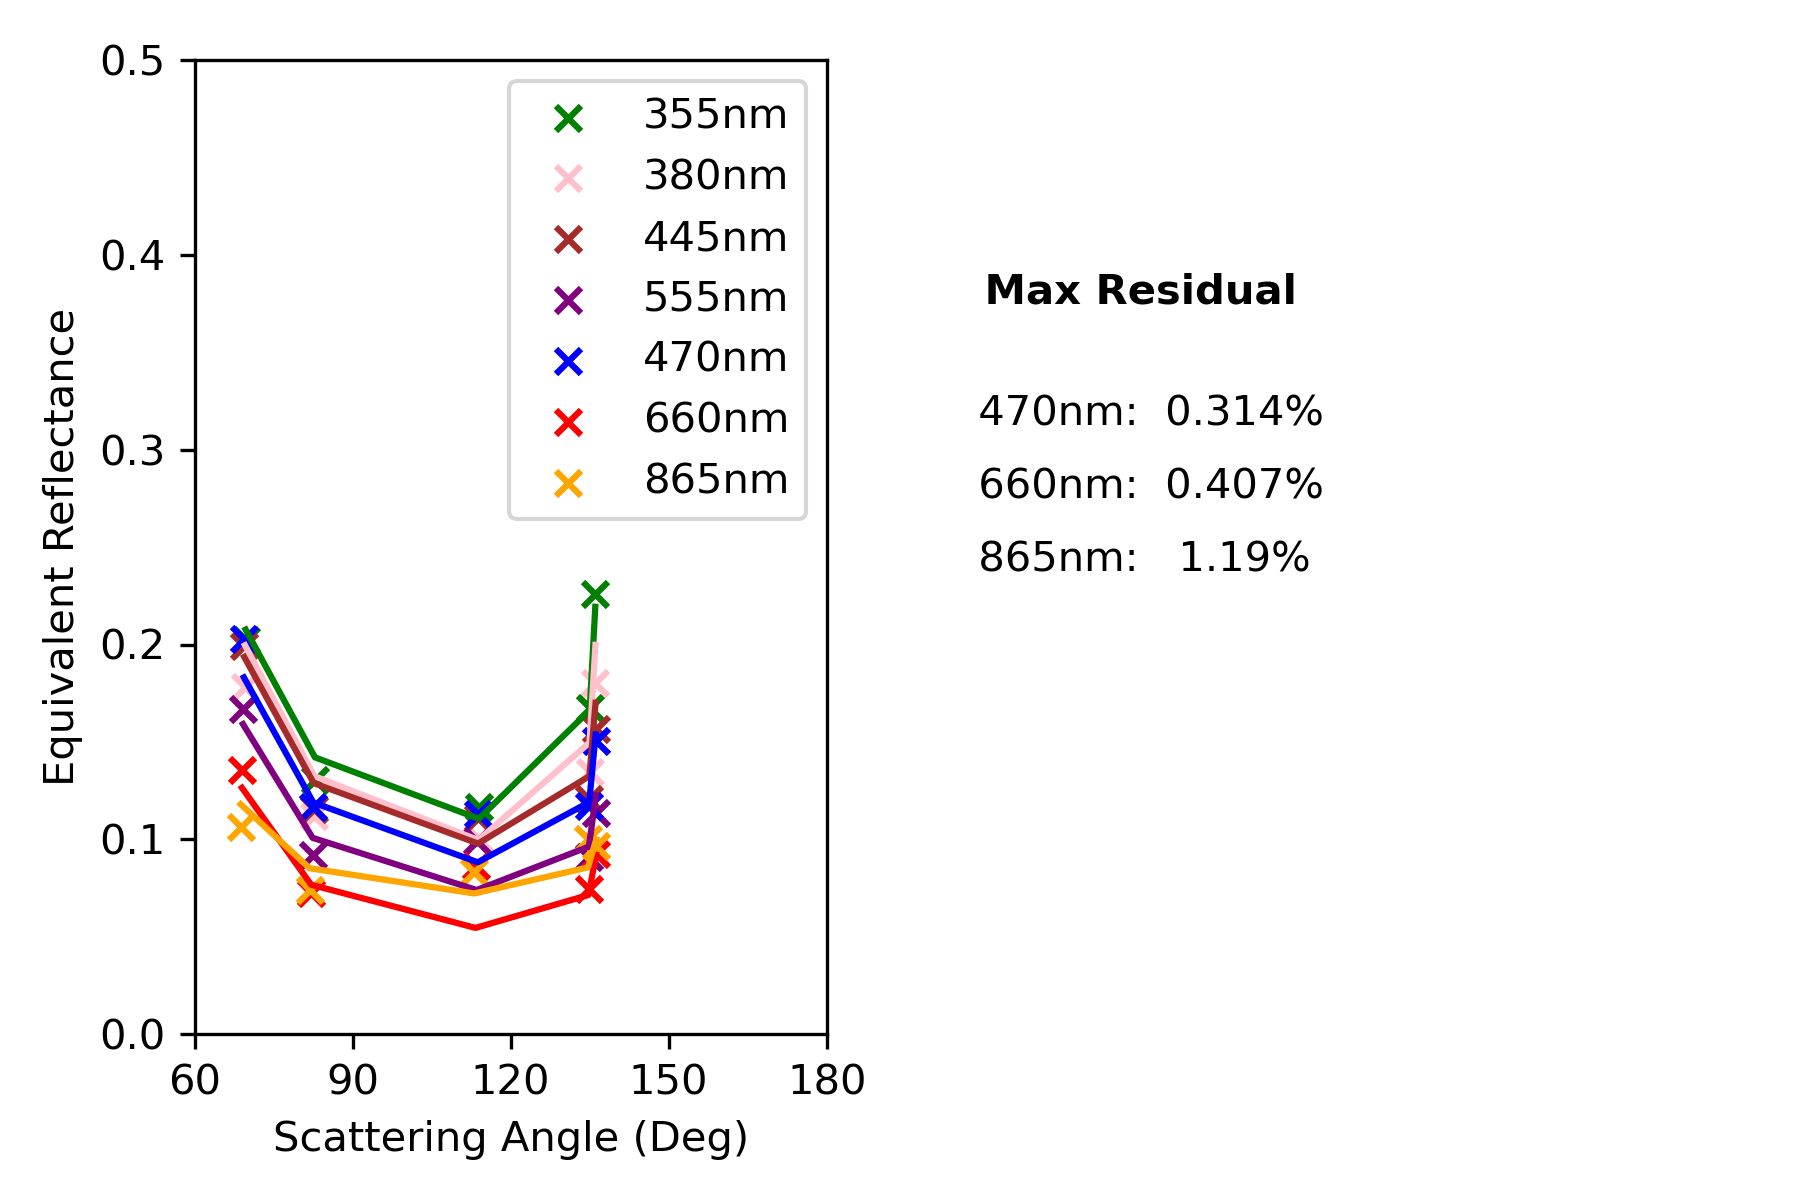 0.5
0.4
0.3
0.2
0.1
0.0
60 90 120 150 180
Scattering Angle (Deg)
Equivalent Reflectance
355nm
380nm
445nm
555nm
470nm
660nm
865nm
Max Residual
470nm: 0.314%
660nm: 0.407%
865nm: 1.19%